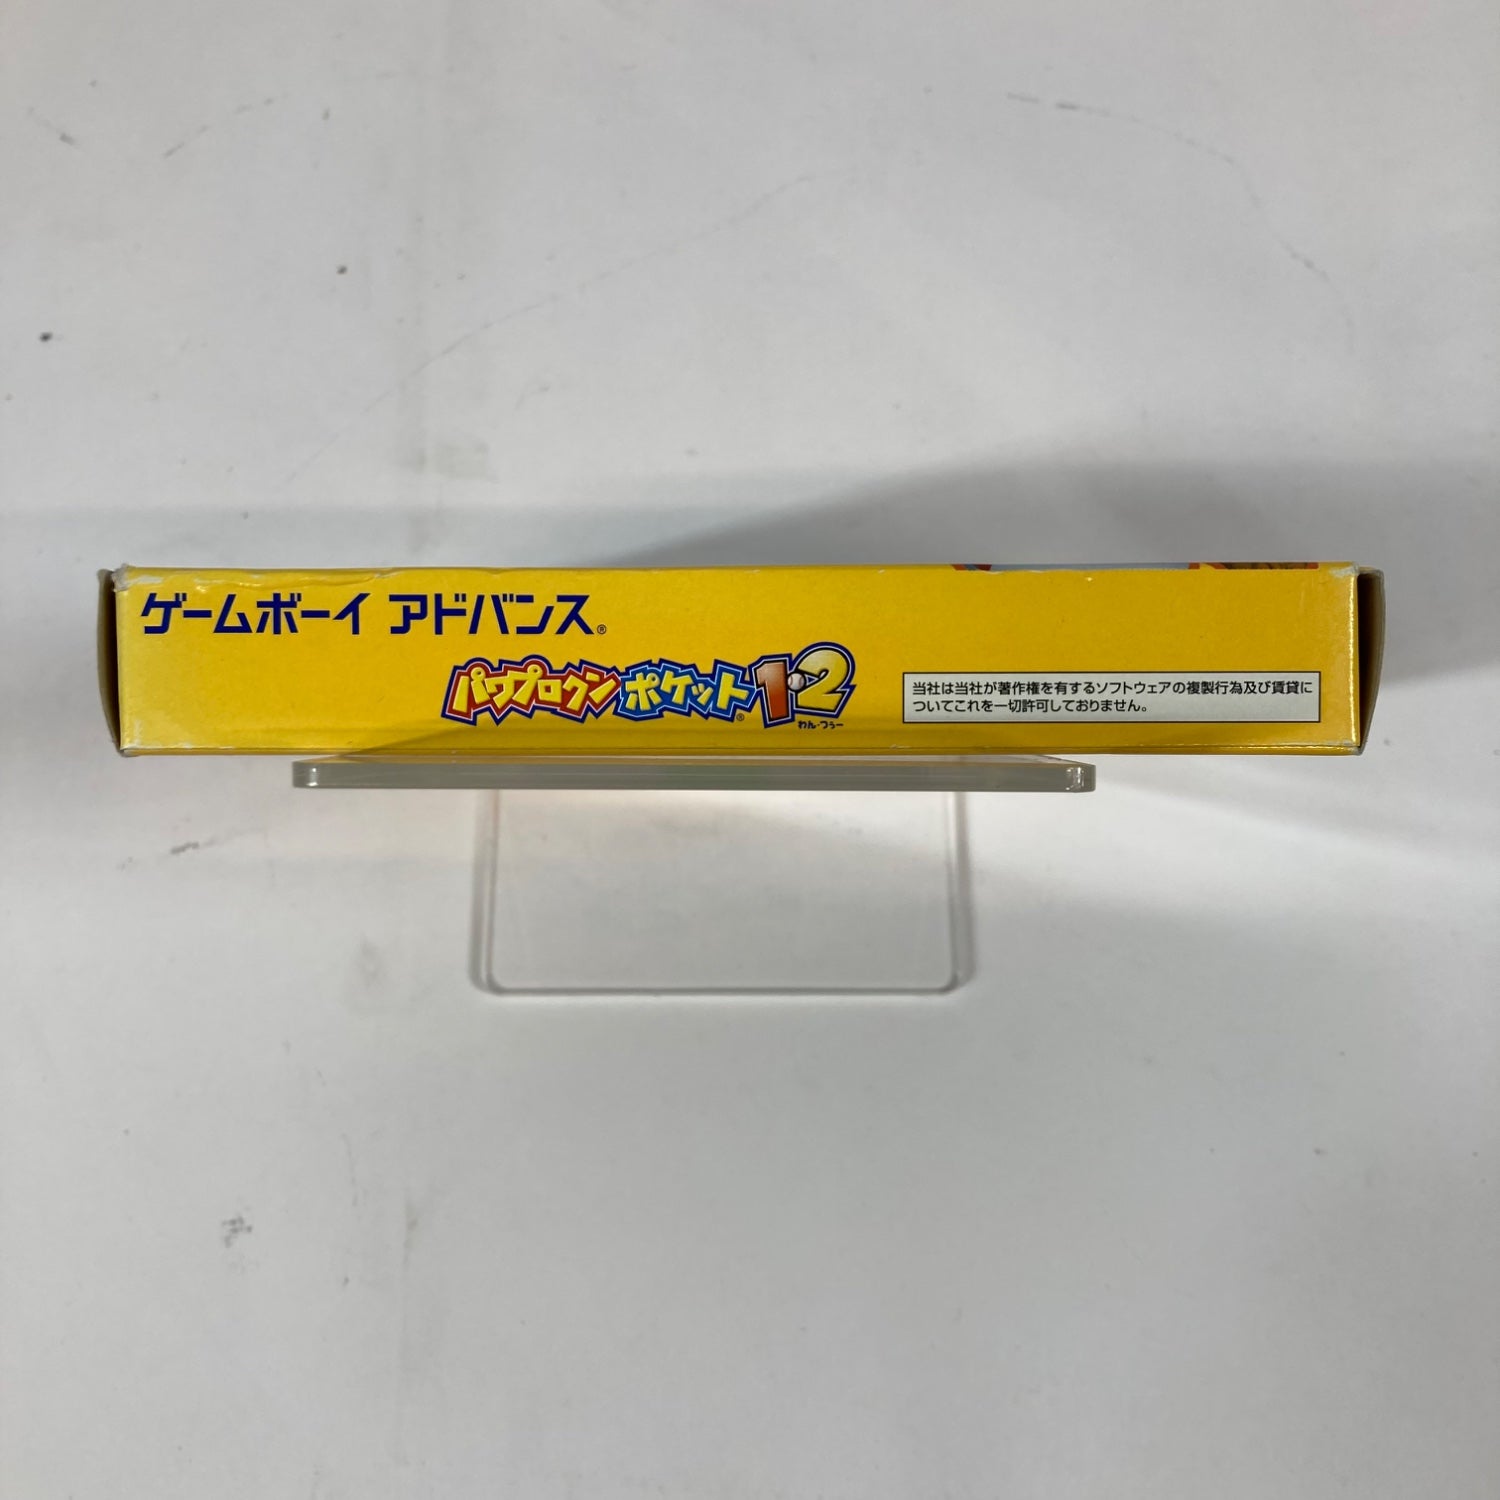 ゲームボーイ アドバンス®
パワプロクンポケット® 1・2
わん・つぅー
当社は当社が著作権を有するソフトウェアの複製行為及び賃貸に
ついてこれを一切許可しておりません。